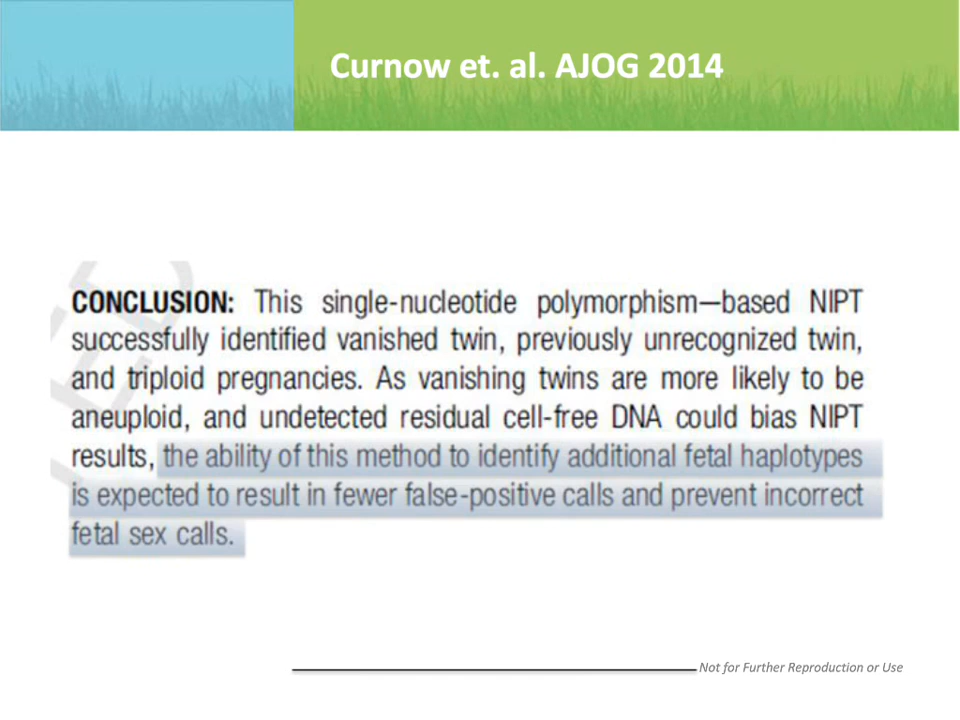 Curnow et. al. AJOG 2014
CONCLUSION: This single-nucleotide polymorphism—based NIPT
successfully identified vanished twin, previously unrecognized twin,
and triploid pregnancies. As vanishing twins are more likely to be
aneuploid, and undetected residual cell-free DNA could bias NIPT
results, the ability of this method to identify additional fetal haplotypes
is expected to result in fewer false-positive calls and prevent incorrect
fetal sex calls.
Not for Further Reproduction or Use